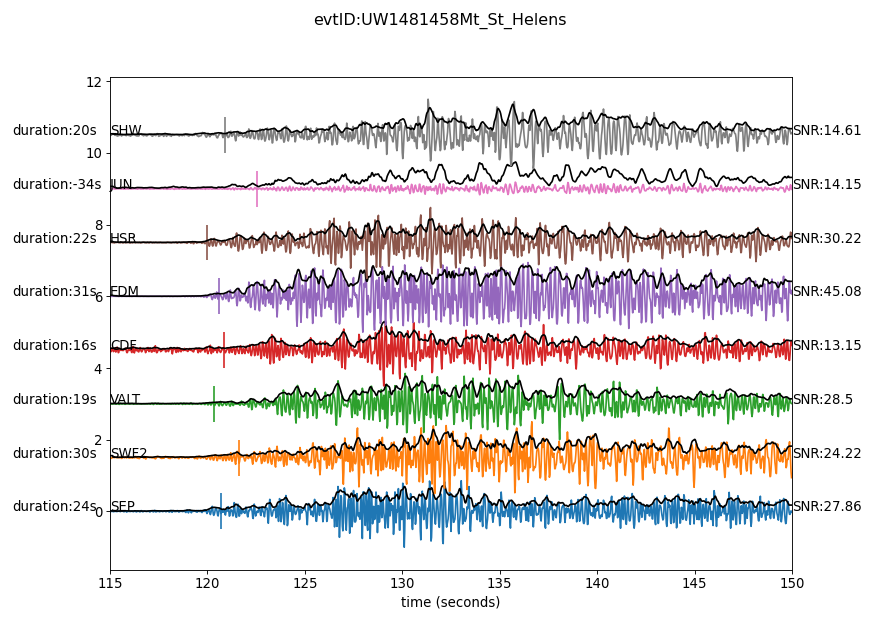 evtID:UW1481458Mt_St_Helens
12
duration:20s SHW SNR:14.61
10
duration:-34s JUN SNR:14.15
8
duration:22s HSR SNR:30.22
duration:31s EDM SNR:45.08
6
duration:16s CDF SNR:13.15
4
duration:19s VALT SNR:28.5
2
duration:30s SWF2 SNR:24.22
duration:24s SEP SNR:27.86
0
115 120 125 130 135 140 145 150
time (seconds)